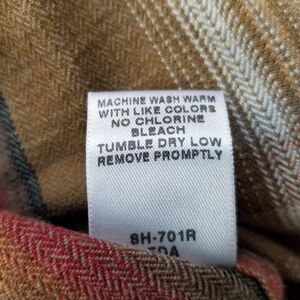 MACHINE WASH WARM
WITH LIKE COLORS
NO CHLORINE
BLEACH
TUMBLE DRY LOW
REMOVE PROMPTLY
SH-701R